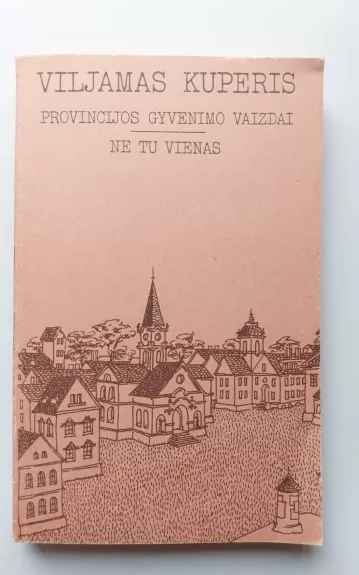 VILJAMAS KUPERIS
PROVINCIJOS GYVENIMO VAIZDAI
NE TU VIENAS